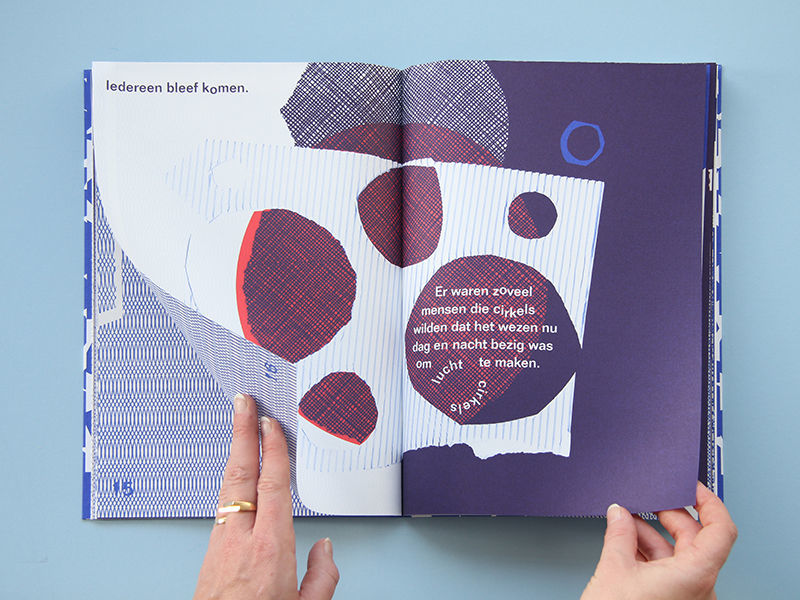 Iedereen bleef komen.
Er waren zoveel
mensen die cirkels
wilden dat het wezen nu
dag en nacht bezig was
om lucht te maken.
cirkels
16
15